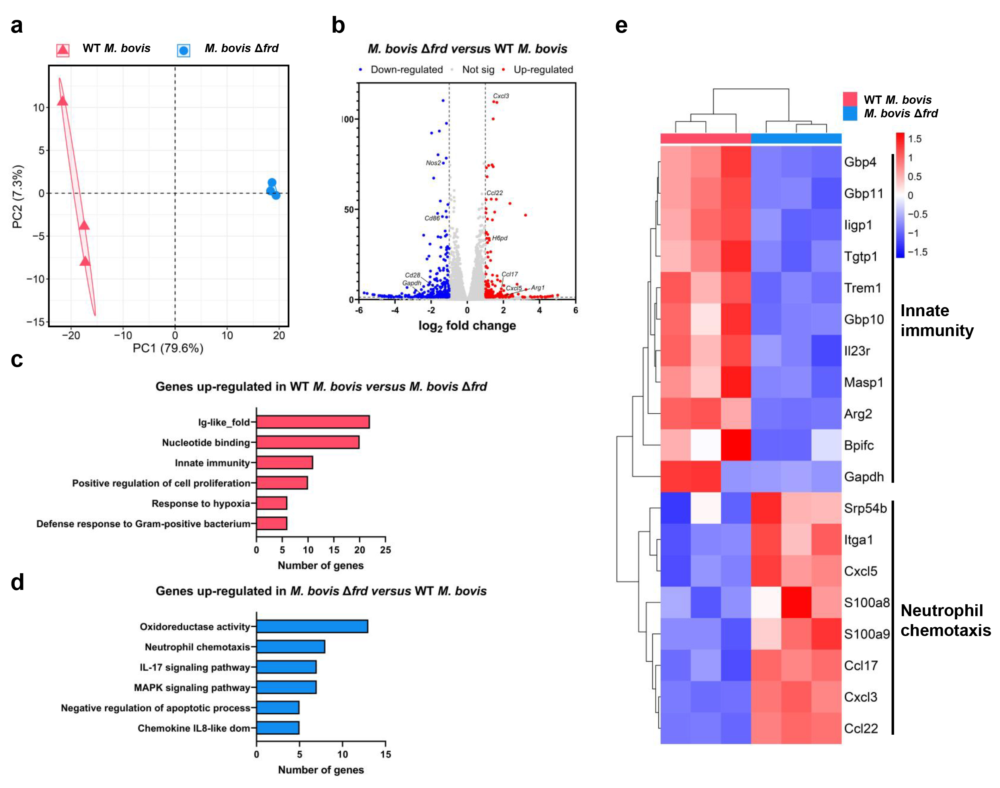 a
WT M. bovis
M. bovis Δfrd
10
5
0
−5
−10
−15
−20
−10
0
10
20
PC2 (7.3%)
PC1 (79.6%)
b
M. bovis Δfrd versus WT M. bovis
Down-regulated
Not sig
Up-regulated
Cxcl3
Nos2
Ccl22
Cd86
H6pd
Cd28
Gapdh
Ccl17
Cxcl5
Arg1
100
50
0
-6
-4
-2
0
2
4
6
log2 fold change
c
Genes up-regulated in WT M. bovis versus M. bovis Δfrd
Ig-like_fold
Nucleotide binding
Innate immunity
Positive regulation of cell proliferation
Response to hypoxia
Defense response to Gram-positive bacterium
0
5
10
15
20
25
Number of genes
d
Genes up-regulated in M. bovis Δfrd versus WT M. bovis
Oxidoreductase activity
Neutrophil chemotaxis
IL-17 signaling pathway
MAPK signaling pathway
Negative regulation of apoptotic process
Chemokine IL8-like dom
0
5
10
15
Number of genes
e
WT M. bovis
M. bovis Δfrd
1.5
1
0.5
0
−0.5
−1
−1.5
Gbp4
Gbp11
Iigp1
Tgtp1
Trem1
Gbp10
Il23r
Masp1
Arg2
Bpifc
Gapdh
Srp54b
Itga1
Cxcl5
S100a8
S100a9
Ccl17
Cxcl3
Ccl22
Innate
immunity
Neutrophil
chemotaxis